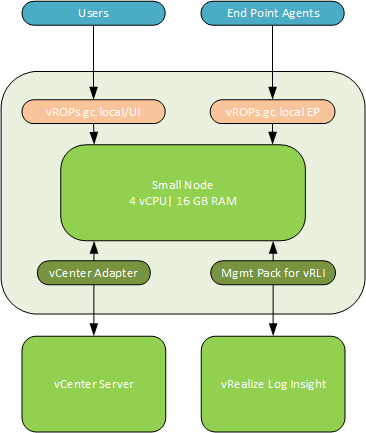 Users
End Point Agents
vROPs.gc.local/UI
vROPs.gc.local EP
Small Node
4 vCPU| 16 GB RAM
vCenter Adapter
Mgmt Pack for vRLI
vCenter Server
vRealize Log Insight